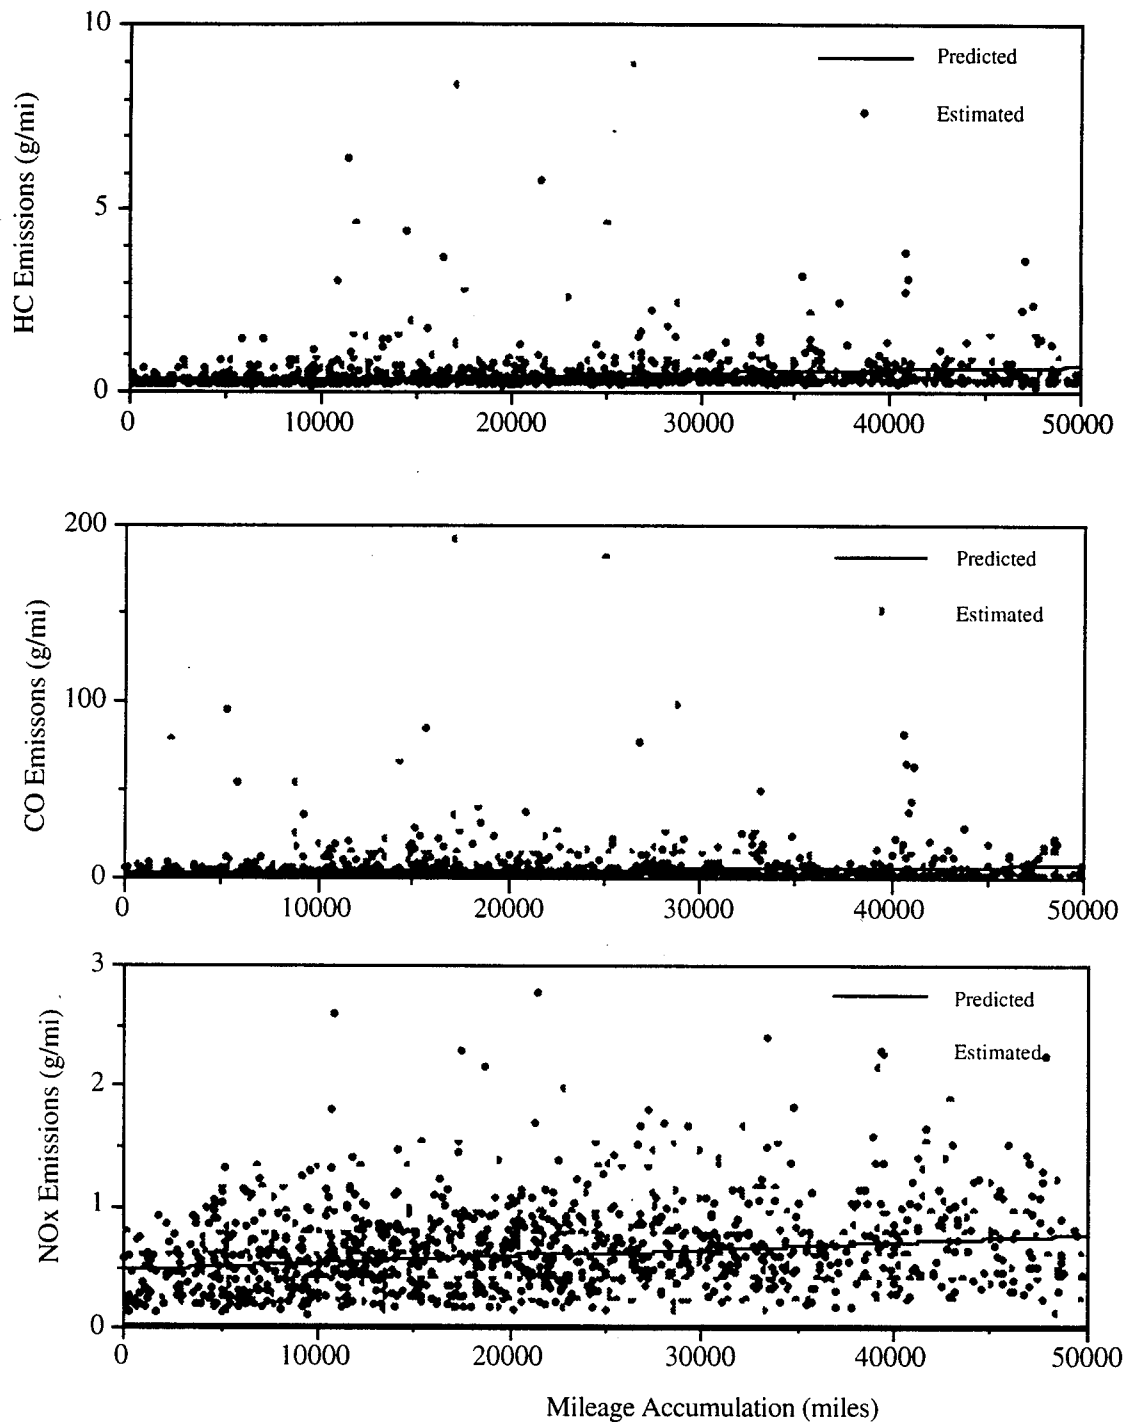 10
Predicted
Estimated
5
0
HC Emissions (g/mi)
0 10000 20000 30000 40000 50000
200
Predicted
Estimated
100
0
CO Emissons (g/mi)
0 10000 20000 30000 40000 50000
3
Predicted
Estimated
2
1
0
NOx Emissions (g/mi)
0 10000 20000 30000 40000 50000
Mileage Accumulation (miles)